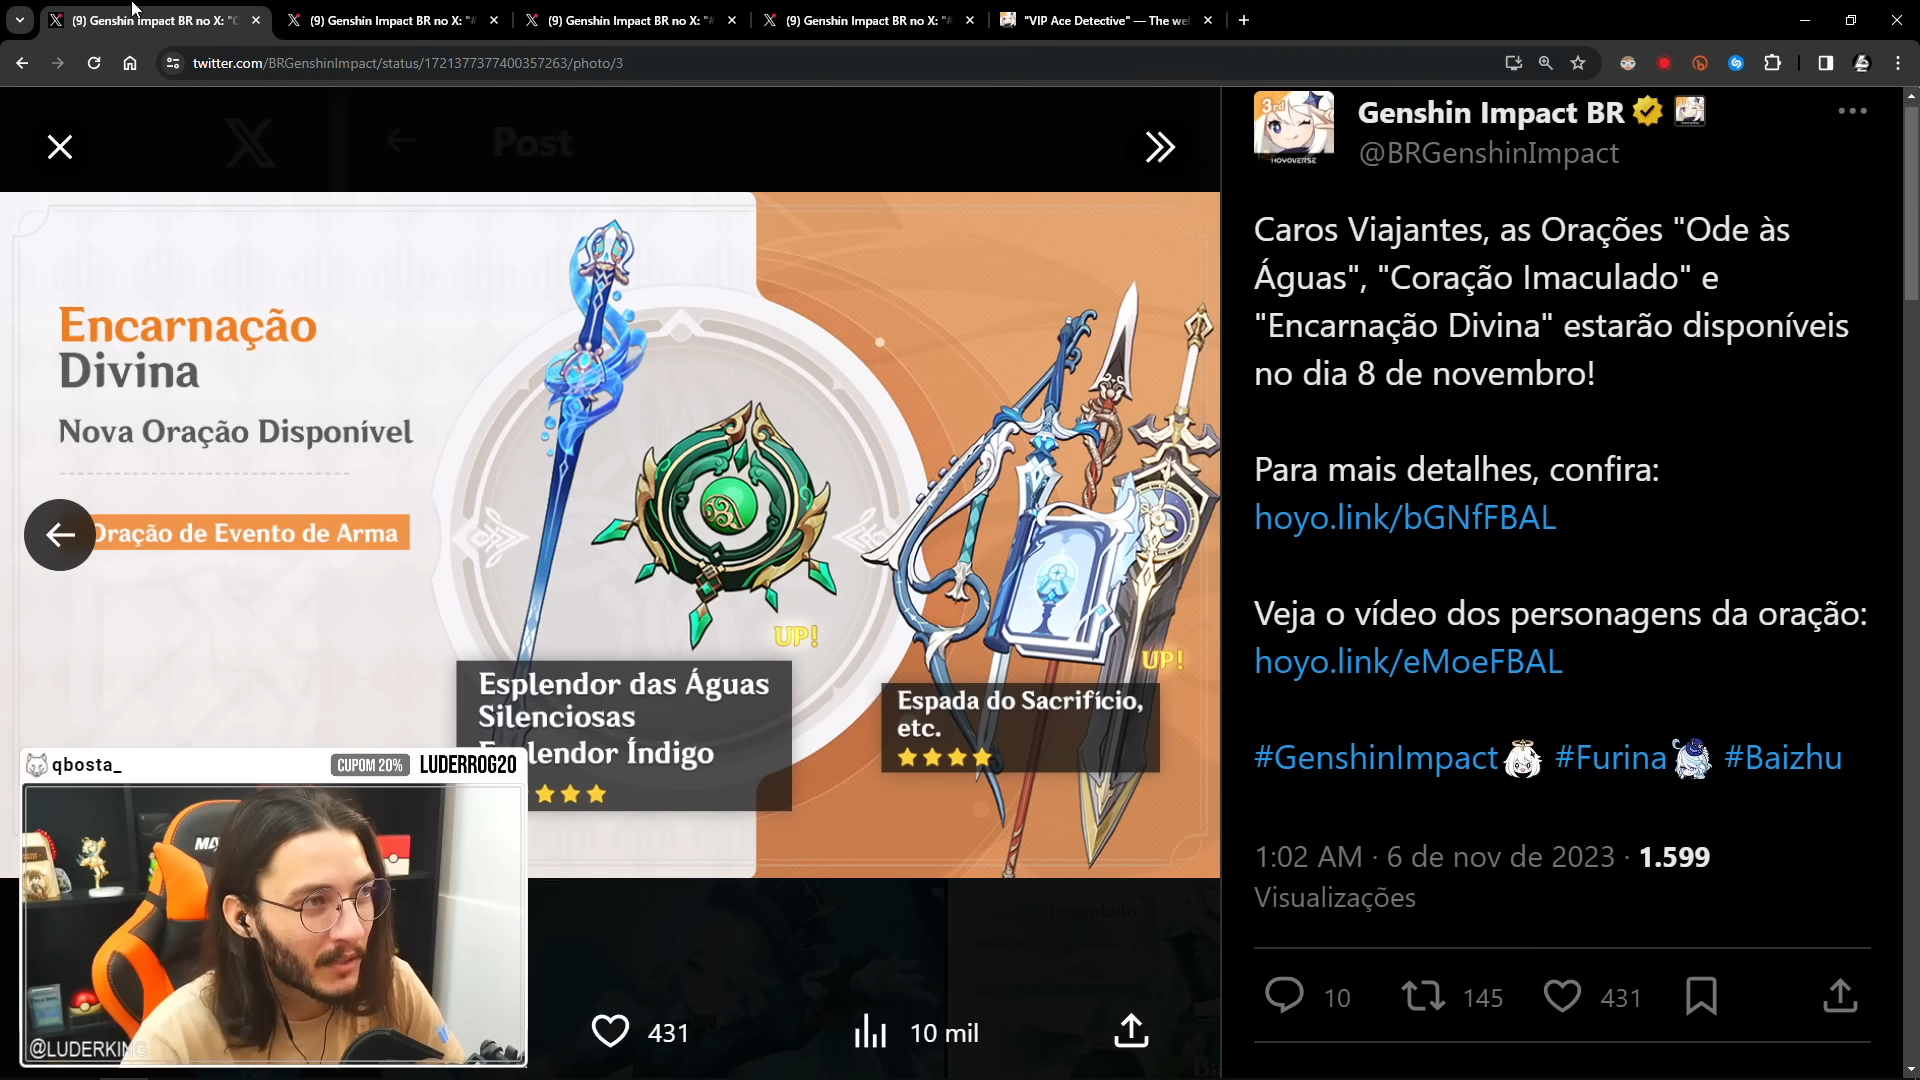 (9) Genshin Impact BR no X: "C
(9) Genshin Impact BR no X: "#
(9) Genshin Impact BR no X: "#
(9) Genshin Impact BR no X: "#
"VIP Ace Detective" — The we
twitter.com/BRGenshinImpact/status/1721377377400357263/photo/3
Post
Encarnação
Divina
Nova Oração Disponível
Oração de Evento de Arma
UP!
Esplendor das Águas
Silenciosas
Esplendor Índigo
UP!
Espada do Sacrifício,
etc.
qbosta_
CUPOM 20% LUDERROG20
@LUDERKING
431
10 mil
3rd
HOYOVERSE
Genshin Impact BR
@BRGenshinImpact
Caros Viajantes, as Orações "Ode às
Águas", "Coração Imaculado" e
"Encarnação Divina" estarão disponíveis
no dia 8 de novembro!
Para mais detalhes, confira:
hoyo.link/bGNfFBAL
Veja o vídeo dos personagens da oração:
hoyo.link/eMoeFBAL
#GenshinImpact #Furina #Baizhu
1:02 AM · 6 de nov de 2023 · 1.599
Visualizações
10
145
431